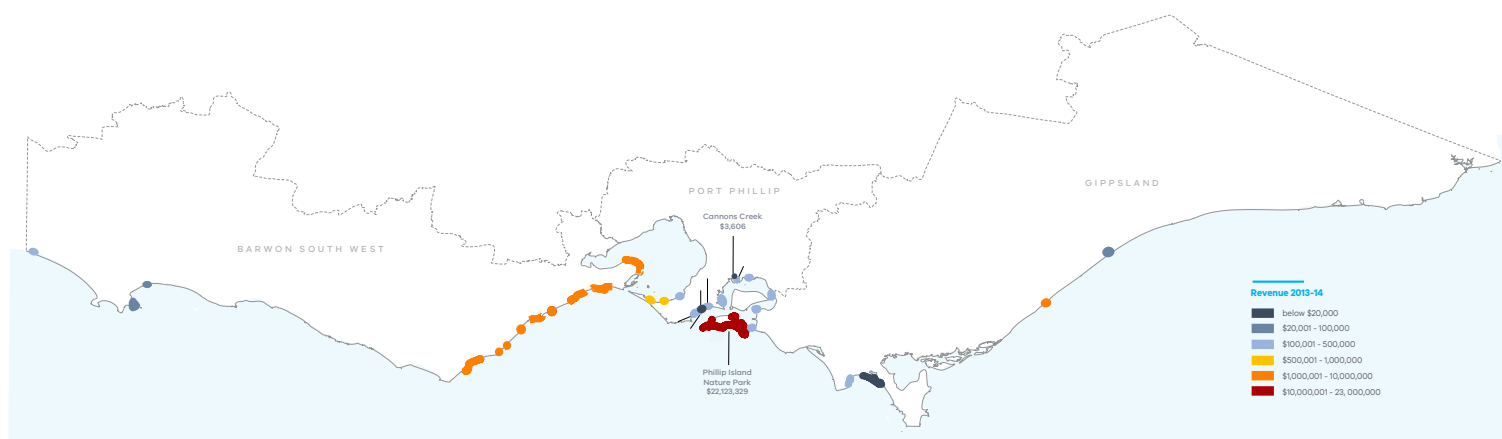 PORT PHILLIP
GIPPSLAND
Cannons Creek
$3,606
BARWON SOUTH WEST
Revenue 2013-14
below $20,000
$20,001 - 100,000
$100,001 - 500,000
$500,001 - 1,000,000
$1,000,001 - 10,000,000
$10,000,001 - 23, 000,000
Phillip Island
Nature Park
$22,123,329